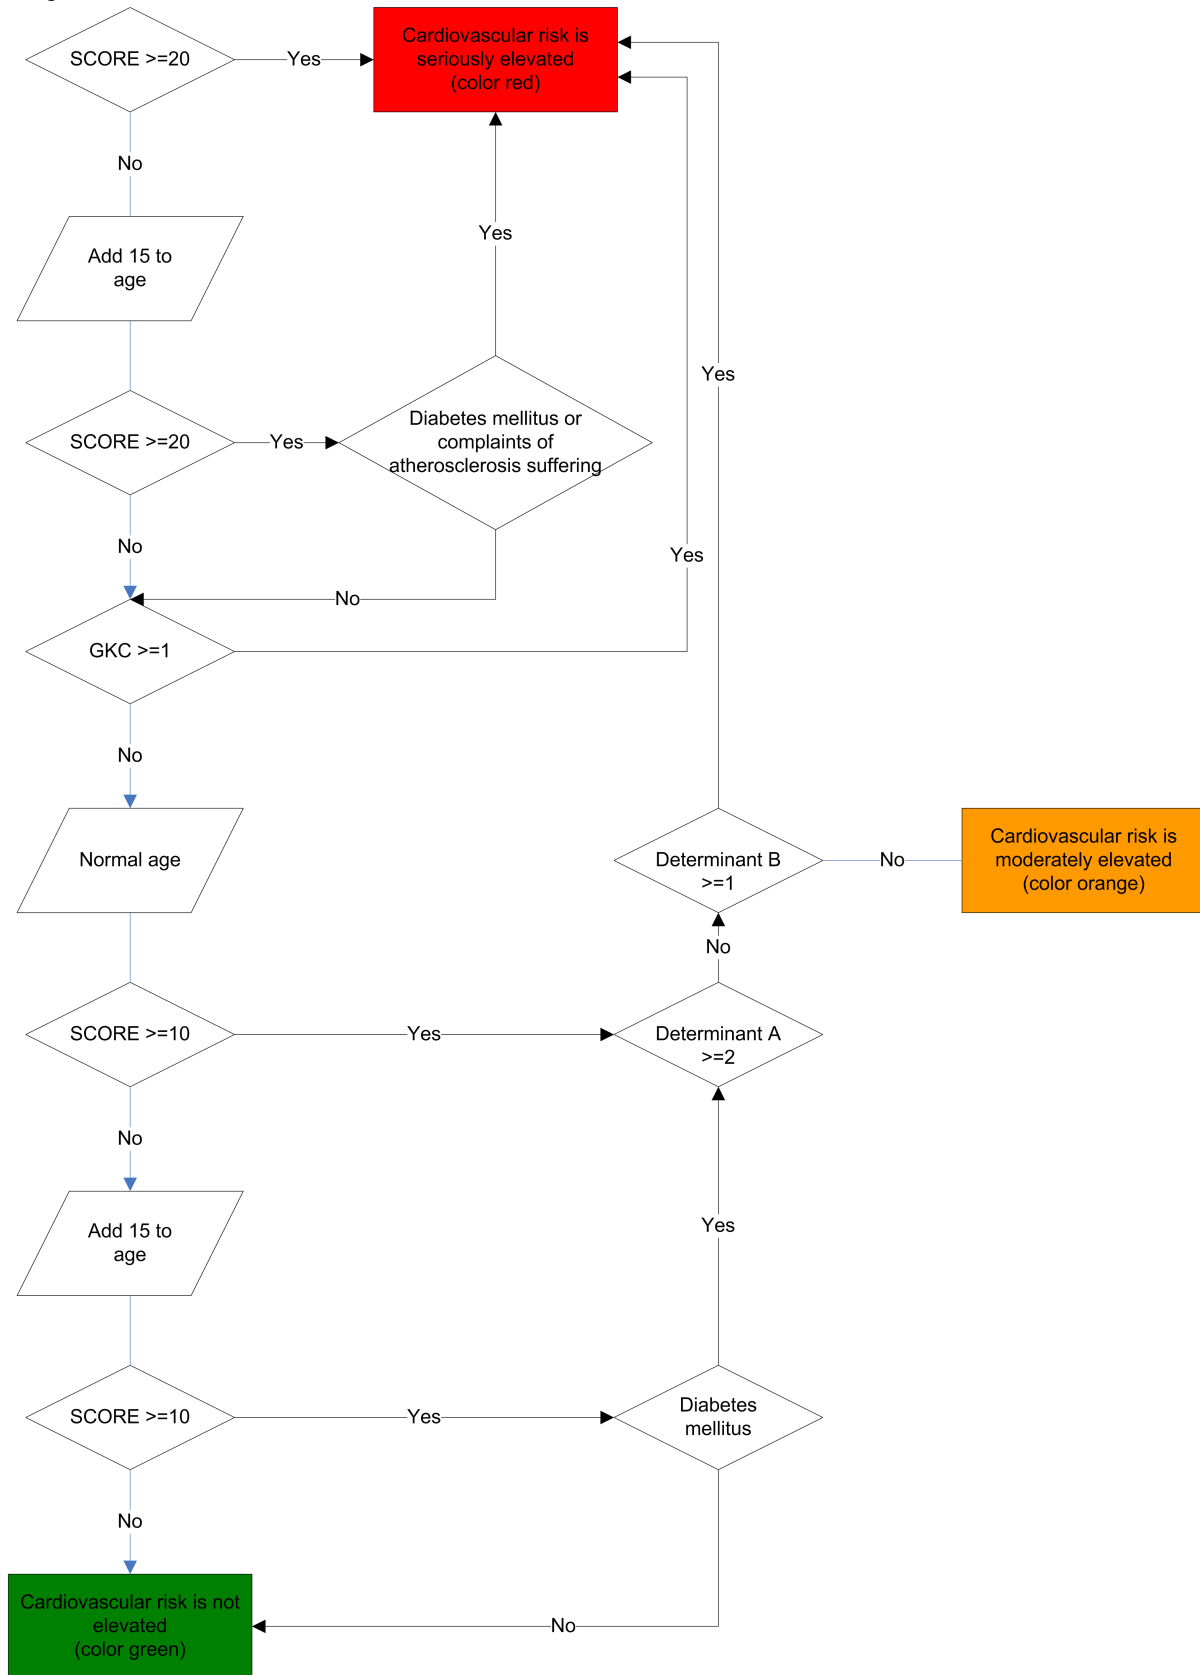 SCORE >=20
Yes
Cardiovascular risk is
seriously elevated
(color red)
No
Add 15 to
age
Yes
Yes
SCORE >=20
Yes
Diabetes mellitus or
complaints of
atherosclerosis suffering
No
Yes
No
GKC >=1
No
Normal age
Determinant B
>=1
No
Cardiovascular risk is
moderately elevated
(color orange)
No
SCORE >=10
Yes
Determinant A
>=2
No
Add 15 to
age
Yes
SCORE >=10
Yes
Diabetes
mellitus
No
Cardiovascular risk is not
elevated
(color green)
No